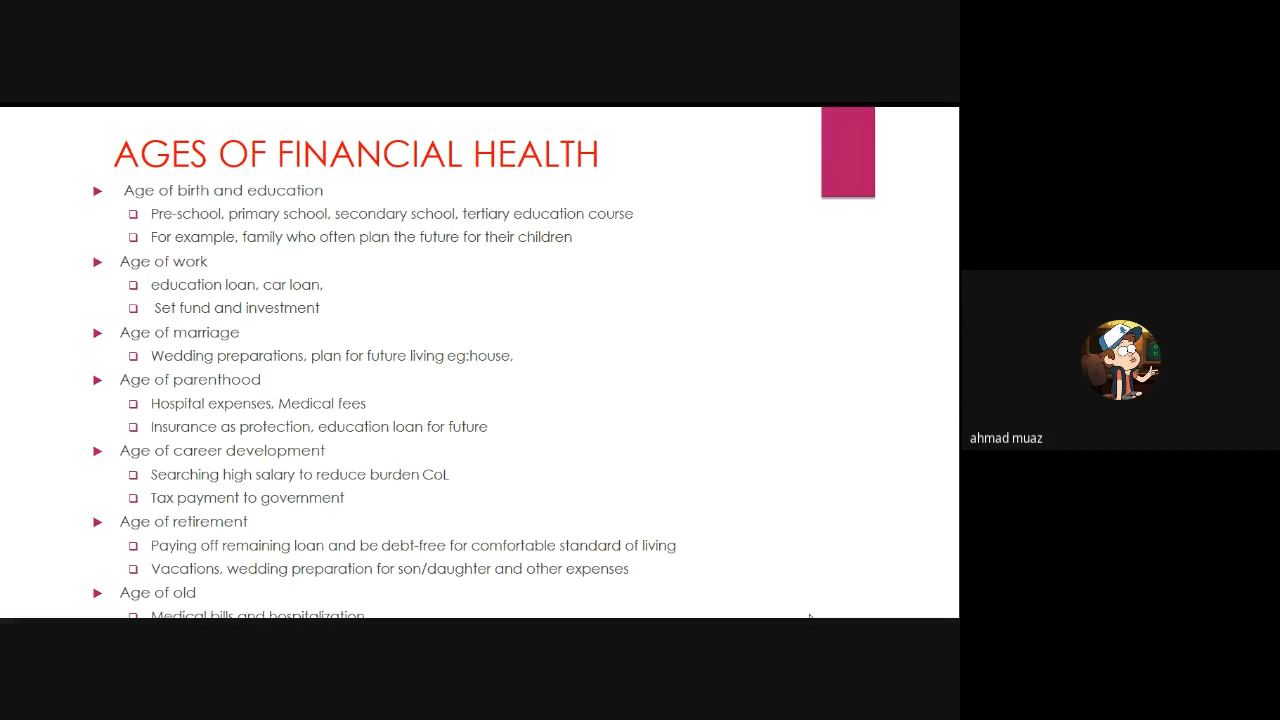 AGES OF FINANCIAL HEALTH
Age of birth and education
Pre-school, primary school, secondary school, tertiary education course
For example, family who often plan the future for their children
Age of work
education loan, car loan,
Set fund and investment
Age of marriage
Wedding preparations, plan for future living eg:house,
Age of parenthood
Hospital expenses, Medical fees
Insurance as protection, education loan for future
Age of career development
Searching high salary to reduce burden CoL
Tax payment to government
Age of retirement
Paying off remaining loan and be debt-free for comfortable standard of living
Vacations, wedding preparation for son/daughter and other expenses
Age of old
Medical bills and hospitalization
ahmad muaz